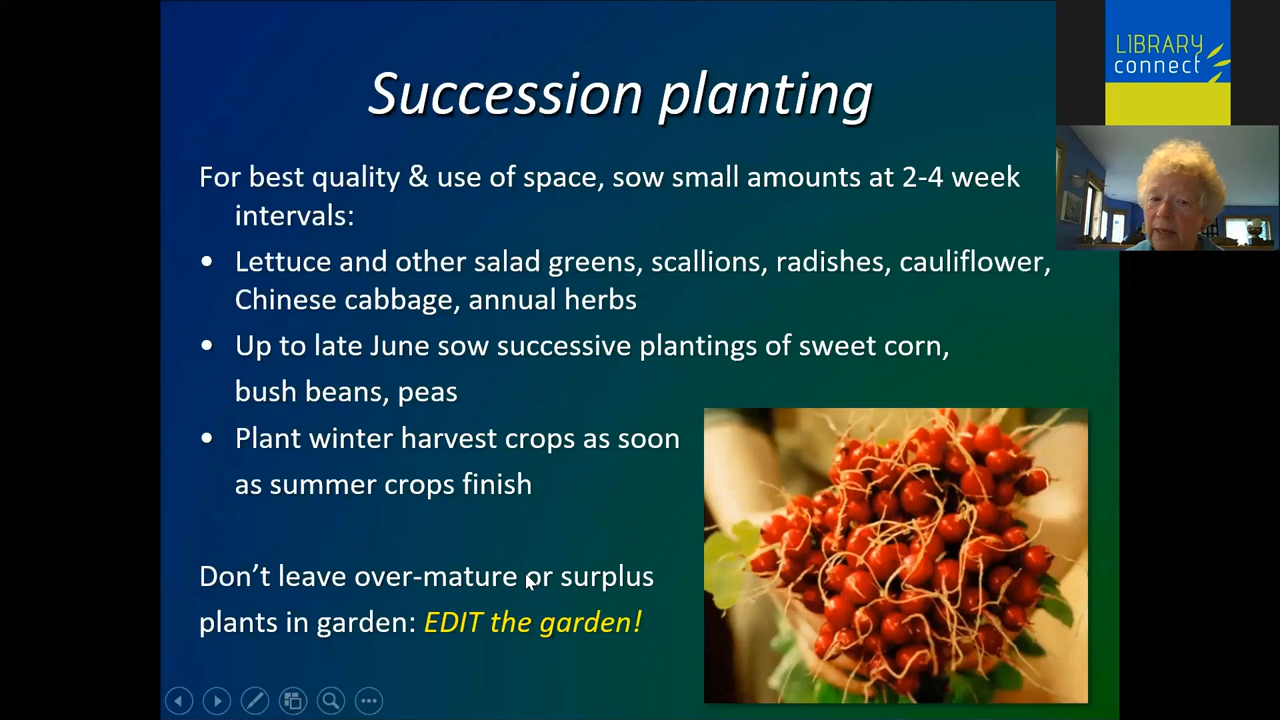 Succession planting
For best quality & use of space, sow small amounts at 2-4 week
intervals:
• Lettuce and other salad greens, scallions, radishes, cauliflower,
Chinese cabbage, annual herbs
• Up to late June sow successive plantings of sweet corn,
bush beans, peas
• Plant winter harvest crops as soon
as summer crops finish
Don’t leave over-mature or surplus
plants in garden: EDIT the garden!
LIBRARY
connect